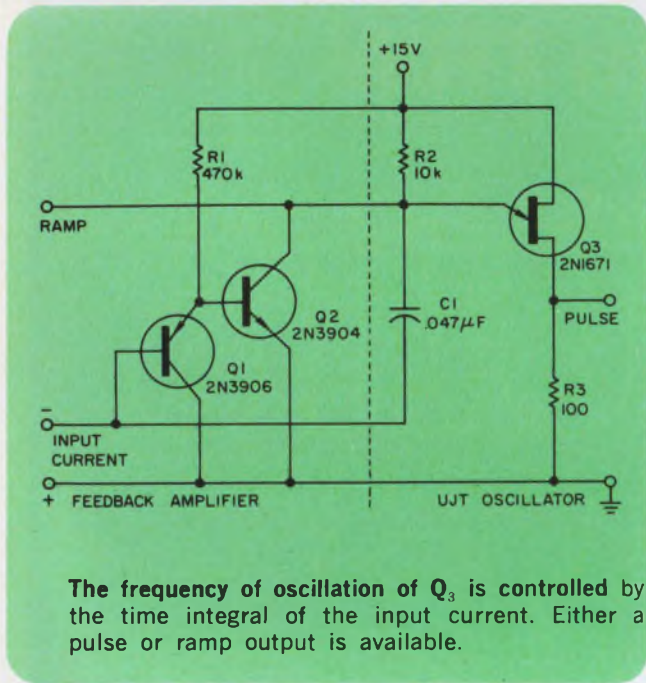 +15V
R1
470k
R2
10k
RAMP
Q3
2N1671
Q2
2N3904
C1
.047μF
PULSE
Q1
2N3906
R3
100
−
INPUT
CURRENT
+ FEEDBACK AMPLIFIER
UJT OSCILLATOR
The frequency of oscillation of Q₃ is controlled by
the time integral of the input current. Either a
pulse or ramp output is available.